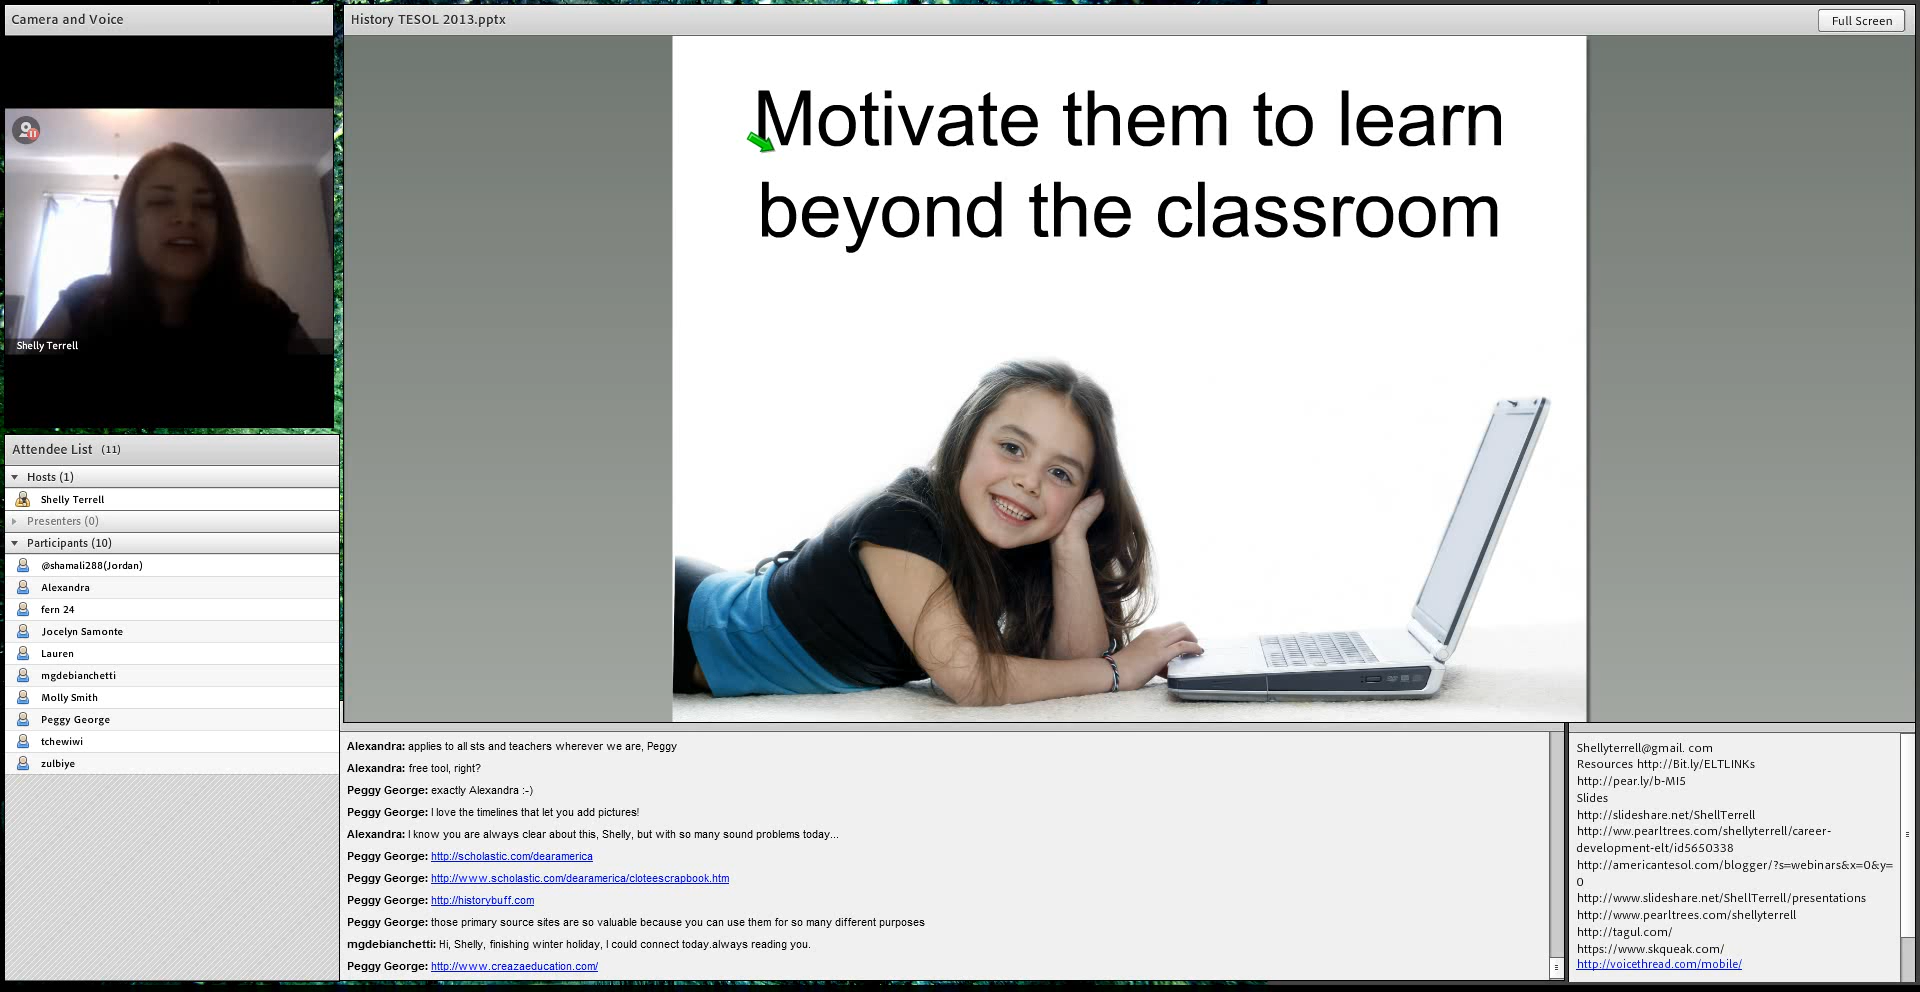 Camera and Voice
Shelly Terrell
Attendee List (11)
Hosts (1)
Shelly Terrell
Presenters (0)
Participants (10)
@shamali288(Jordan)
Alexandra
fern 24
Jocelyn Samonte
Lauren
mgdebianchetti
Molly Smith
Peggy George
tchewiwi
zulbiye
History TESOL 2013.pptx
Full Screen
Motivate them to learn
beyond the classroom
Alexandra: applies to all sts and teachers wherever we are, Peggy
Alexandra: free tool, right?
Peggy George: exactly Alexandra :-)
Peggy George: I love the timelines that let you add pictures!
Alexandra: I know you are always clear about this, Shelly, but with so many sound problems today...
Peggy George: http://scholastic.com/dearamerica
Peggy George: http://www.scholastic.com/dearamerica/cloteescrapbook.htm
Peggy George: http://historybuff.com
Peggy George: those primary source sites are so valuable because you can use them for so many different purposes
mgdebianchetti: Hi, Shelly, finishing winter holiday, I could connect today.always reading you.
Peggy George: http://www.creazaeducation.com/
Shellyterrell@gmail. com
Resources http://Bit.ly/ELTLINKs
http://pear.ly/b-MI5
Slides
http://slideshare.net/ShellTerrell
http://ww.pearltrees.com/shellyterrell/career-
development-elt/id5650338
http://americantesol.com/blogger/?s=webinars&x=0&y=
0
http://www.slideshare.net/ShellTerrell/presentations
http://www.pearltrees.com/shellyterrell
http://tagul.com/
https://www.skqueak.com/
http://voicethread.com/mobile/